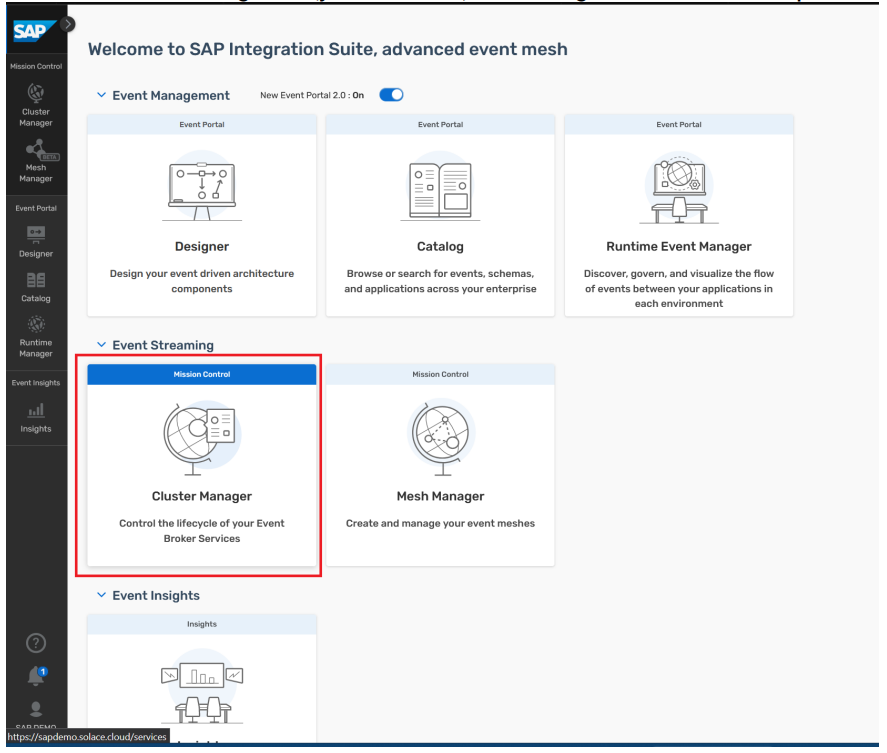 SAP
Mission Control
Cluster
Manager
BETA
Mesh
Manager
Event Portal
Designer
Catalog
Runtime
Manager
Event Insights
Insights
?
1
Welcome to SAP Integration Suite, advanced event mesh
Event Management New Event Portal 2.0 : On
Event Portal
Designer
Design your event driven architecture
components
Event Portal
Catalog
Browse or search for events, schemas,
and applications across your enterprise
Event Portal
Runtime Event Manager
Discover, govern, and visualize the flow
of events between your applications in
each environment
Event Streaming
Mission Control
Cluster Manager
Control the lifecycle of your Event
Broker Services
Mission Control
Mesh Manager
Create and manage your event meshes
Event Insights
Insights
SAP DEMO
https://sapdemo.solace.cloud/services